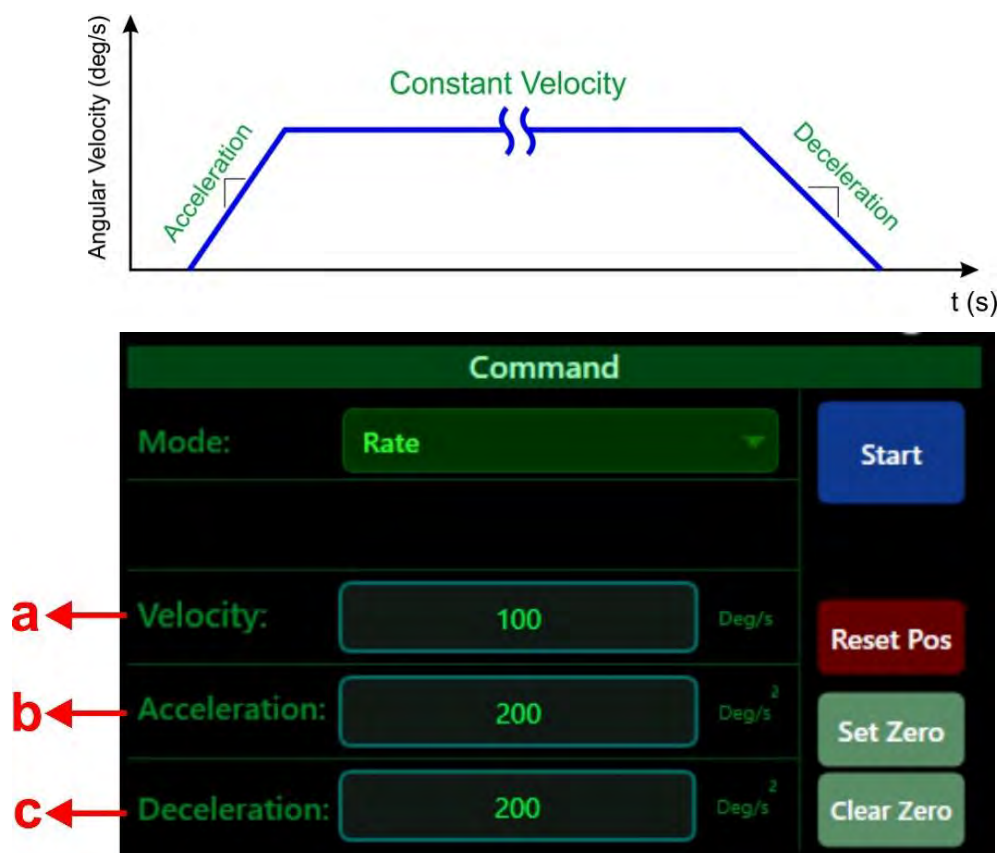 Angular Velocity (deg/s)
Constant Velocity
Acceleration
Deceleration
t (s)
Command
Mode:
Rate
Start
a
Velocity:
100
Deg/s
Reset Pos
b
Acceleration:
200
Deg/s²
Set Zero
c
Deceleration:
200
Deg/s²
Clear Zero